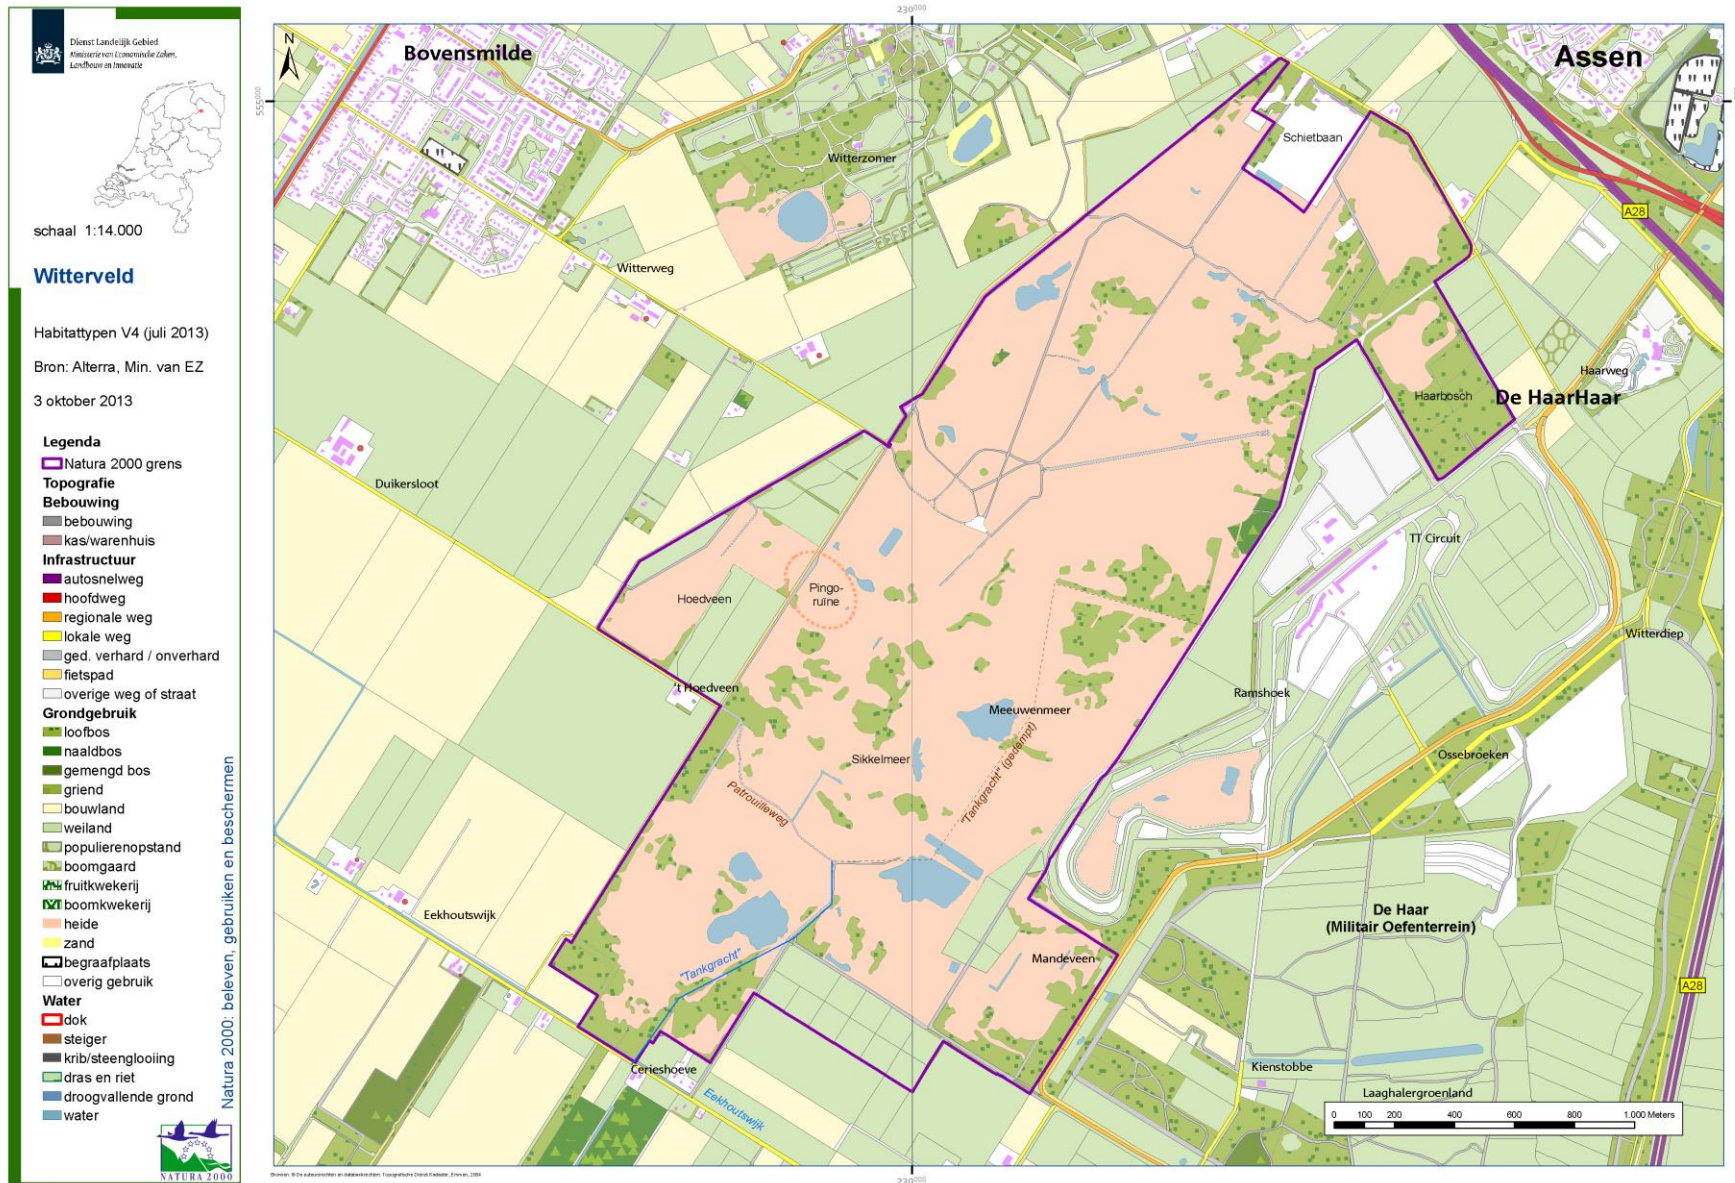 Dienst Landelijk Gebied
Ministerie van Economische Zaken,
Landbouw en Innovatie
schaal 1:14.000
Witterveld
Habitattypen V4 (juli 2013)
Bron: Alterra, Min. van EZ
3 oktober 2013
Legenda
Natura 2000 grens
Topografie
Bebouwing
bebouwing
kas/warenhuis
Infrastructuur
autosnelweg
hoofdweg
regionale weg
lokale weg
ged. verhard / onverhard
fietspad
overige weg of straat
Grondgebruik
loofbos
naaldbos
gemengd bos
griend
bouwland
weiland
populierenopstand
boomgaard
fruitkwekerij
boomkwekerij
heide
zand
begraafplaats
overig gebruik
Water
dok
steiger
krib/steenglooiing
dras en riet
droogvallende grond
water
Natura 2000: beleven, gebruiken en beschermen
NATURA 2000
230000
555000
N
Bovensmilde
Assen
Schietbaan
Witterzomer
A28
Witterweg
Haarweg
Haarbosch
De HaarHaar
Duikersloot
TT Circuit
Hoedveen
Pingo-
ruïne
Witterdiep
't Hoedveen
Ramshoek
Meeuwenmeer
Sikkelmeer
Ossebroeken
"Tankgracht" (gedempt)
Patrouilleweg
Eekhoutswijk
De Haar
(Militair Oefenterrein)
"Tankgracht"
Mandeveen
A28
Cerieshoeve
Kienstobbe
Eekhoutswijk
Laaghalergroenland
0 100 200 400 600 800 1.000 Meters
230000